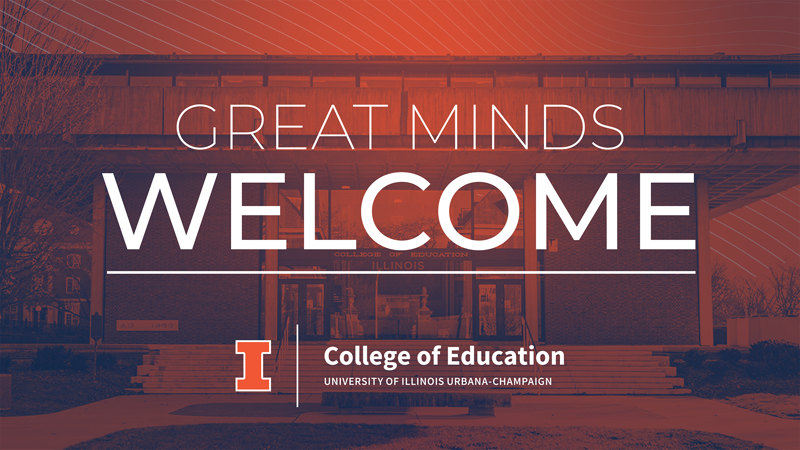 GREAT MINDS
WELCOME
COLLEGE OF EDUCATION
ILLINOIS
I
College of Education
UNIVERSITY OF ILLINOIS URBANA-CHAMPAIGN